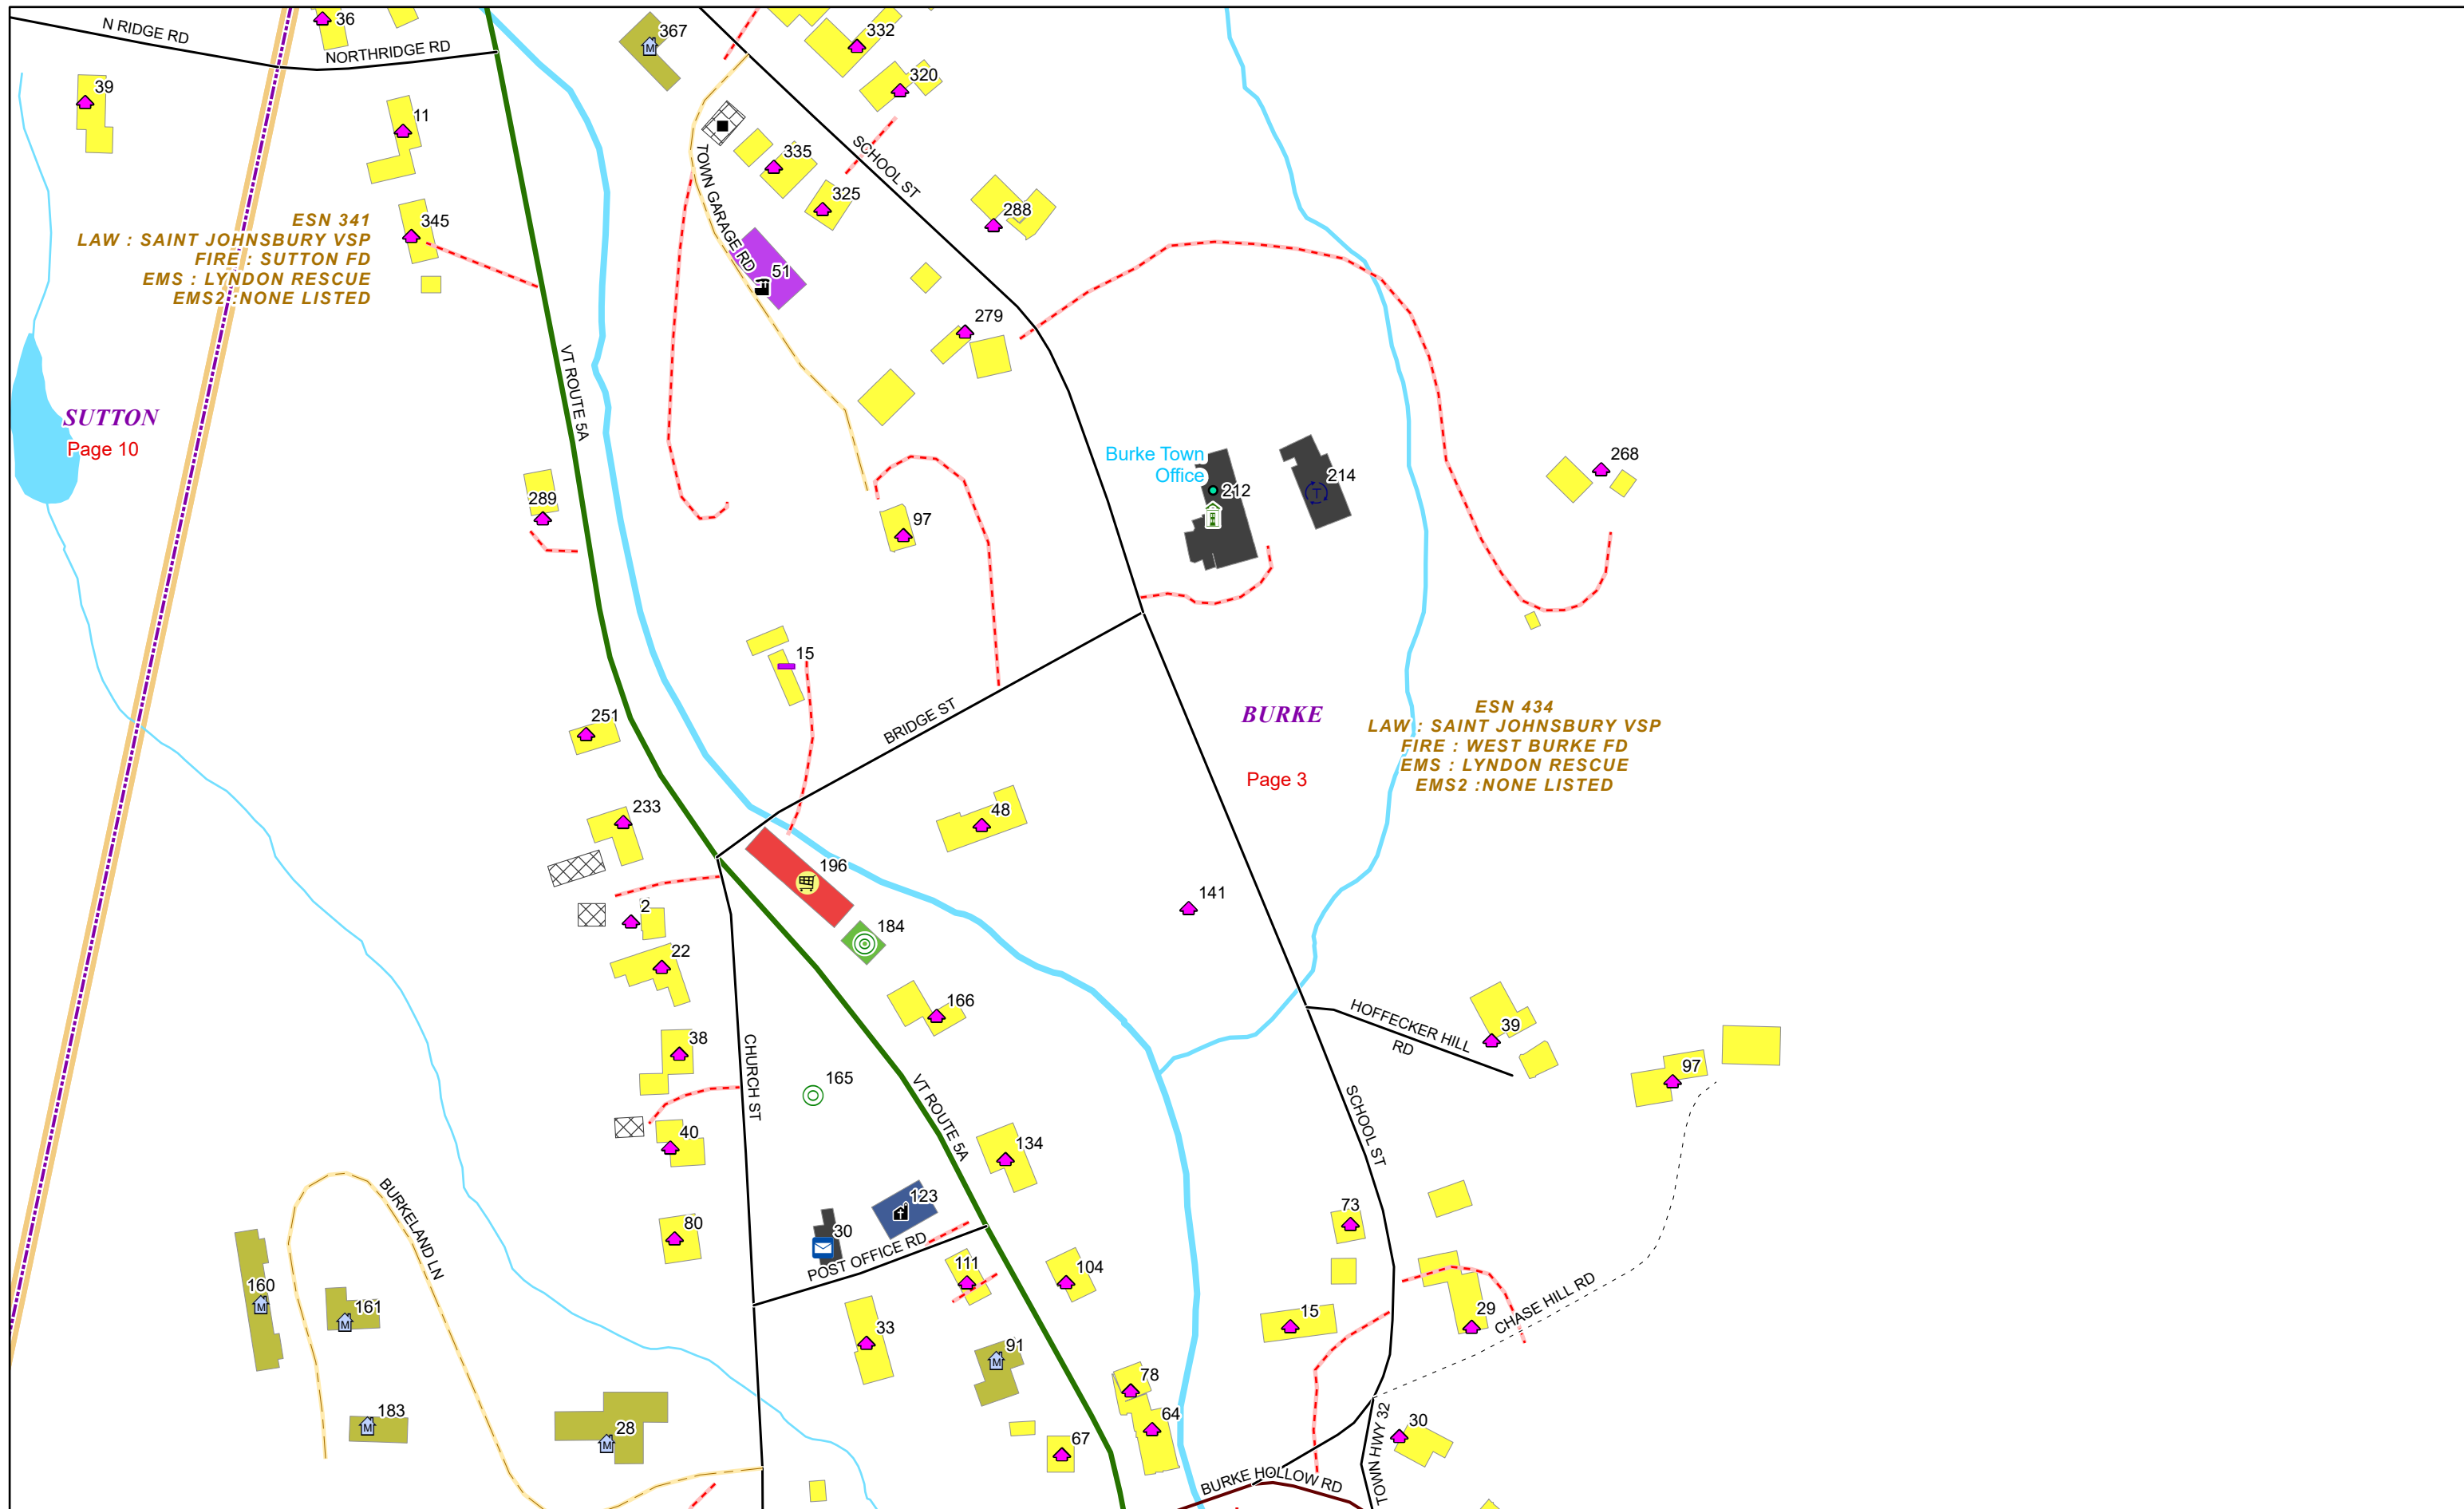 36
N RIDGE RD
NORTHRIDGE RD
367
332
320
39
11
SCHOOL ST
335
TOWN GARAGE RD
325
288
345
ESN 341
LAW : SAINT JOHNSBURY VSP
FIRE : SUTTON FD
EMS : LYNDON RESCUE
EMS2 :NONE LISTED
51
279
VT ROUTE 5A
SUTTON
Page 10
Burke Town
Office
212
214
268
289
97
15
BRIDGE ST
251
BURKE
Page 3
ESN 434
LAW : SAINT JOHNSBURY VSP
FIRE : WEST BURKE FD
EMS : LYNDON RESCUE
EMS2 :NONE LISTED
233
48
196
141
2
184
22
166
HOFFECKER HILL
RD
39
38
CHURCH ST
165
VT ROUTE 5A
97
40
134
SCHOOL ST
BURKELAND LN
80
123
30
POST OFFICE RD
73
111
104
160
161
33
15
29
CHASE HILL RD
91
78
183
28
64
67
TOWN HWY 32
30
BURKE HOLLOW RD
M
M
M
M
M
M
T